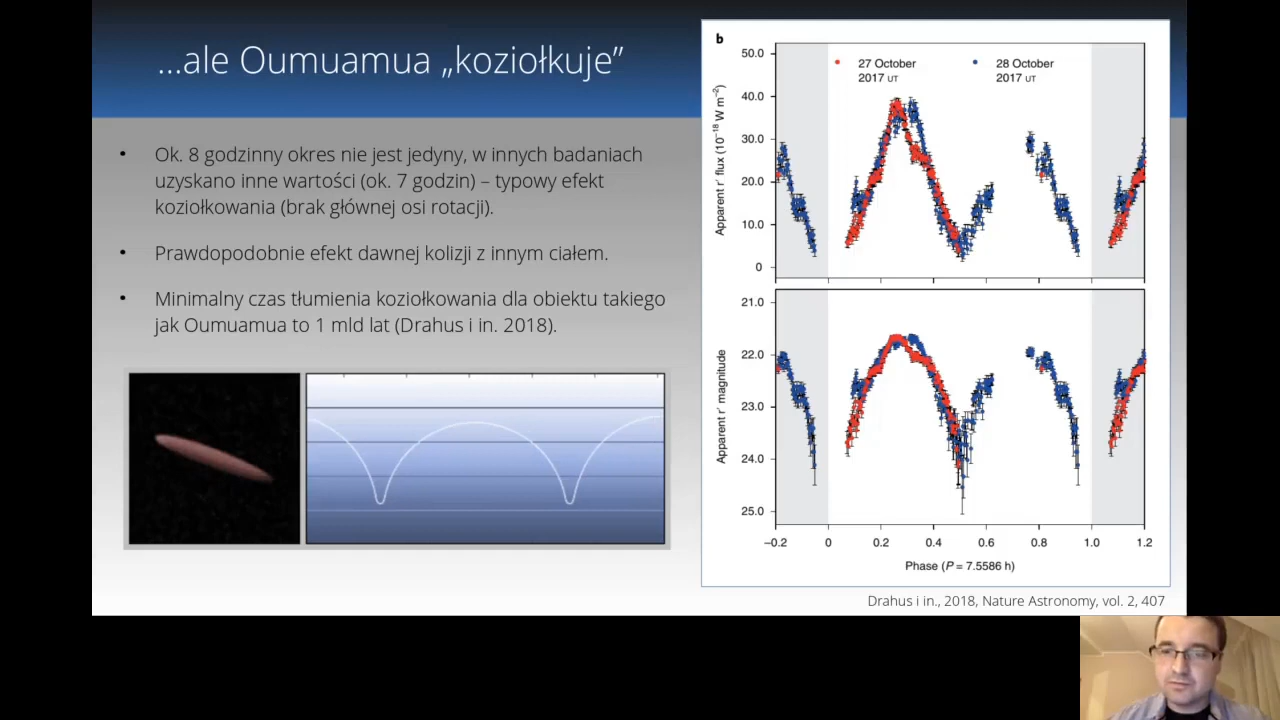 ...ale Oumuamua „koziołkuje”
• Ok. 8 godzinny okres nie jest jedyny, w innych badaniach
uzyskano inne wartości (ok. 7 godzin) – typowy efekt
koziołkowania (brak głównej osi rotacji).
• Prawdopodobnie efekt dawnej kolizji z innym ciałem.
• Minimalny czas tłumienia koziołkowania dla obiektu takiego
jak Oumuamua to 1 mld lat (Drahus i in. 2018).
b
27 October
2017 UT
28 October
2017 UT
Apparent r′ flux (10⁻¹⁸ W m⁻²)
50.0
40.0
30.0
20.0
10.0
0
Apparent r′ magnitude
21.0
22.0
23.0
24.0
25.0
−0.2 0 0.2 0.4 0.6 0.8 1.0 1.2
Phase (P = 7.5586 h)
Drahus i in., 2018, Nature Astronomy, vol. 2, 407